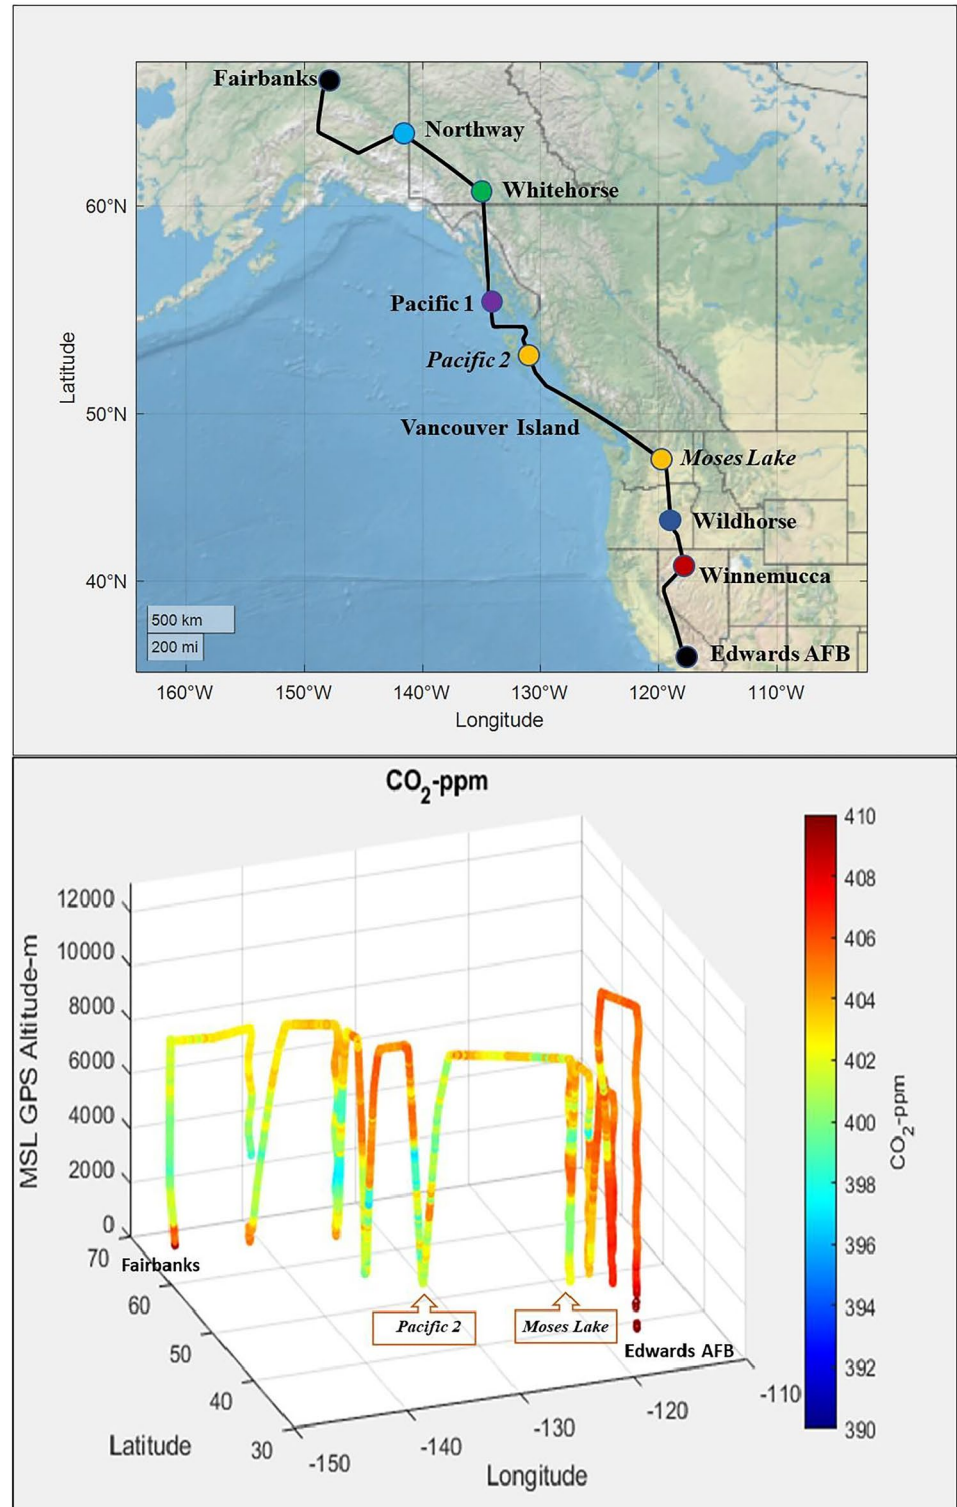 Fairbanks
Northway
Whitehorse
60°N
Pacific 1
Pacific 2
Latitude
50°N
Vancouver Island
Moses Lake
Wildhorse
Winnemucca
40°N
500 km
200 mi
Edwards AFB
160°W 150°W 140°W 130°W 120°W 110°W
Longitude
CO2-ppm
MSL GPS Altitude-m
12000
10000
8000
6000
4000
2000
0
70
60
50
40
30
Latitude
-150
-140
-130
-120
-110
Longitude
Fairbanks
Pacific 2
Moses Lake
Edwards AFB
410
408
406
404
402
400
398
396
394
392
390
CO2-ppm